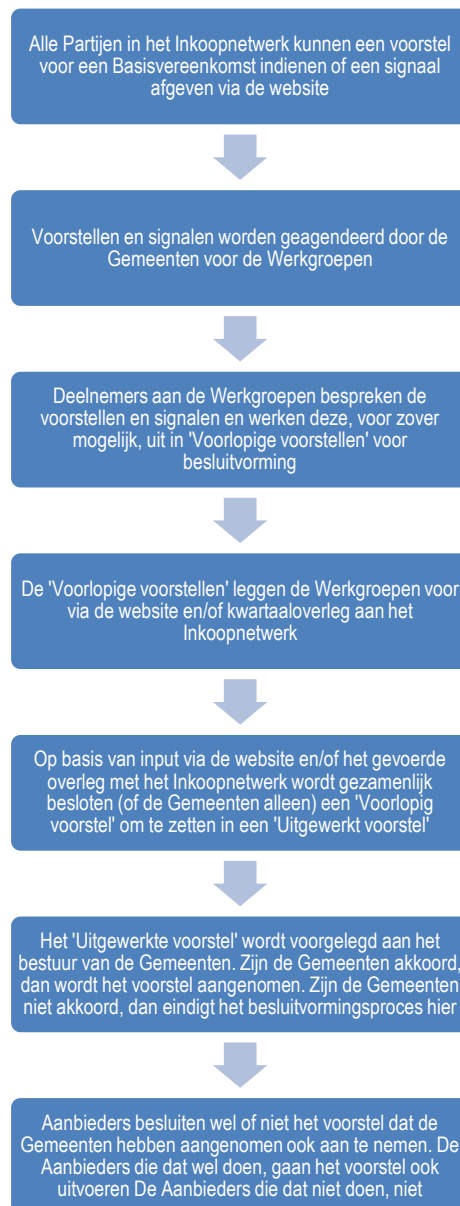 Alle Partijen in het Inkoopnetwerk kunnen een voorstel
voor een Basisvereenkomst indienen of een signaal
afgeven via de website
Voorstellen en signalen worden geagendeerd door de
Gemeenten voor de Werkgroepen
Deelnemers aan de Werkgroepen bespreken de
voorstellen en signalen en werken deze, voor zover
mogelijk, uit in 'Voorlopige voorstellen' voor
besluitvorming
De 'Voorlopige voorstellen' leggen de Werkgroepen voor
via de website en/of kwartaaloverleg aan het
Inkoopnetwerk
Op basis van input via de website en/of het gevoerde
overleg met het Inkoopnetwerk wordt gezamenlijk
besloten (of de Gemeenten alleen) een 'Voorlopig
voorstel' om te zetten in een 'Uitgewerkt voorstel'
Het 'Uitgewerkte voorstel' wordt voorgelegd aan het
bestuur van de Gemeenten. Zijn de Gemeenten akkoord,
dan wordt het voorstel aangenomen. Zijn de Gemeenten
niet akkoord, dan eindigt het besluitvormingsproces hier
Aanbieders besluiten wel of niet het voorstel dat de
Gemeenten hebben aangenomen ook aan te nemen. De
Aanbieders die dat wel doen, gaan het voorstel ook
uitvoeren De Aanbieders die dat niet doen, niet